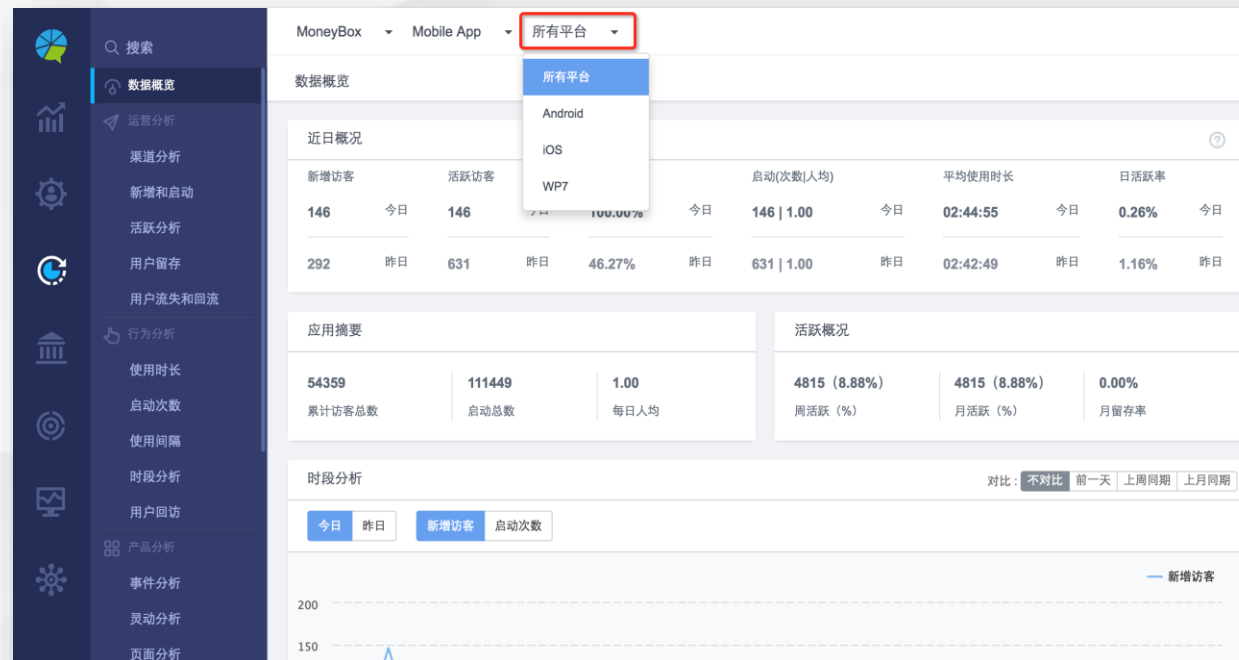 MoneyBox Mobile App 所有平台
搜索
数据概览
运营分析
渠道分析
新增和启动
活跃分析
用户留存
用户流失和回流
行为分析
使用时长
启动次数
使用间隔
时段分析
用户回访
产品分析
事件分析
灵动分析
页面分析
数据概览
所有平台
Android
iOS
WP7
近日概况
新增访客 活跃访客 启动(次数|人均) 平均使用时长 日活跃率
146 今日 146 今日 100.00% 今日 146 | 1.00 今日 02:44:55 今日 0.26% 今日
292 昨日 631 昨日 46.27% 昨日 631 | 1.00 昨日 02:42:49 昨日 1.16% 昨日
应用摘要
54359 111449 1.00
累计访客总数 启动总数 每日人均
活跃概况
4815（8.88%） 4815（8.88%） 0.00%
周活跃（%） 月活跃（%） 月留存率
时段分析
对比 : 不对比 前一天 上周同期 上月同期
今日 昨日 新增访客 启动次数
新增访客
200
150